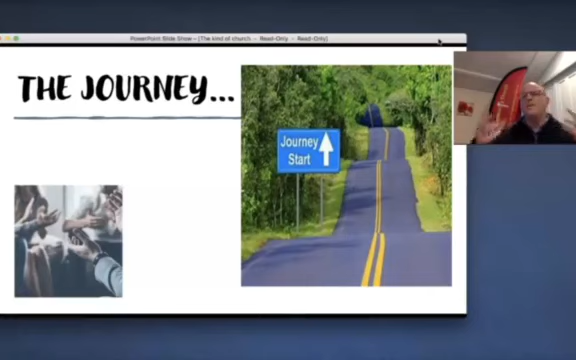 PowerPoint Slide Show - [The kind of church - Read-Only - Read-Only]
THE JOURNEY...
Journey
Start